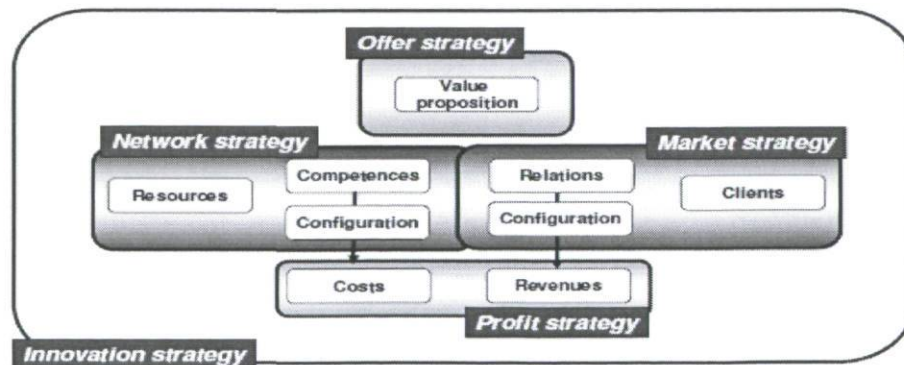 Offer strategy
Value
proposition
Network strategy
Market strategy
Competences
Relations
Resources
Clients
Configuration
Configuration
Costs
Revenues
Profit strategy
Innovation strategy